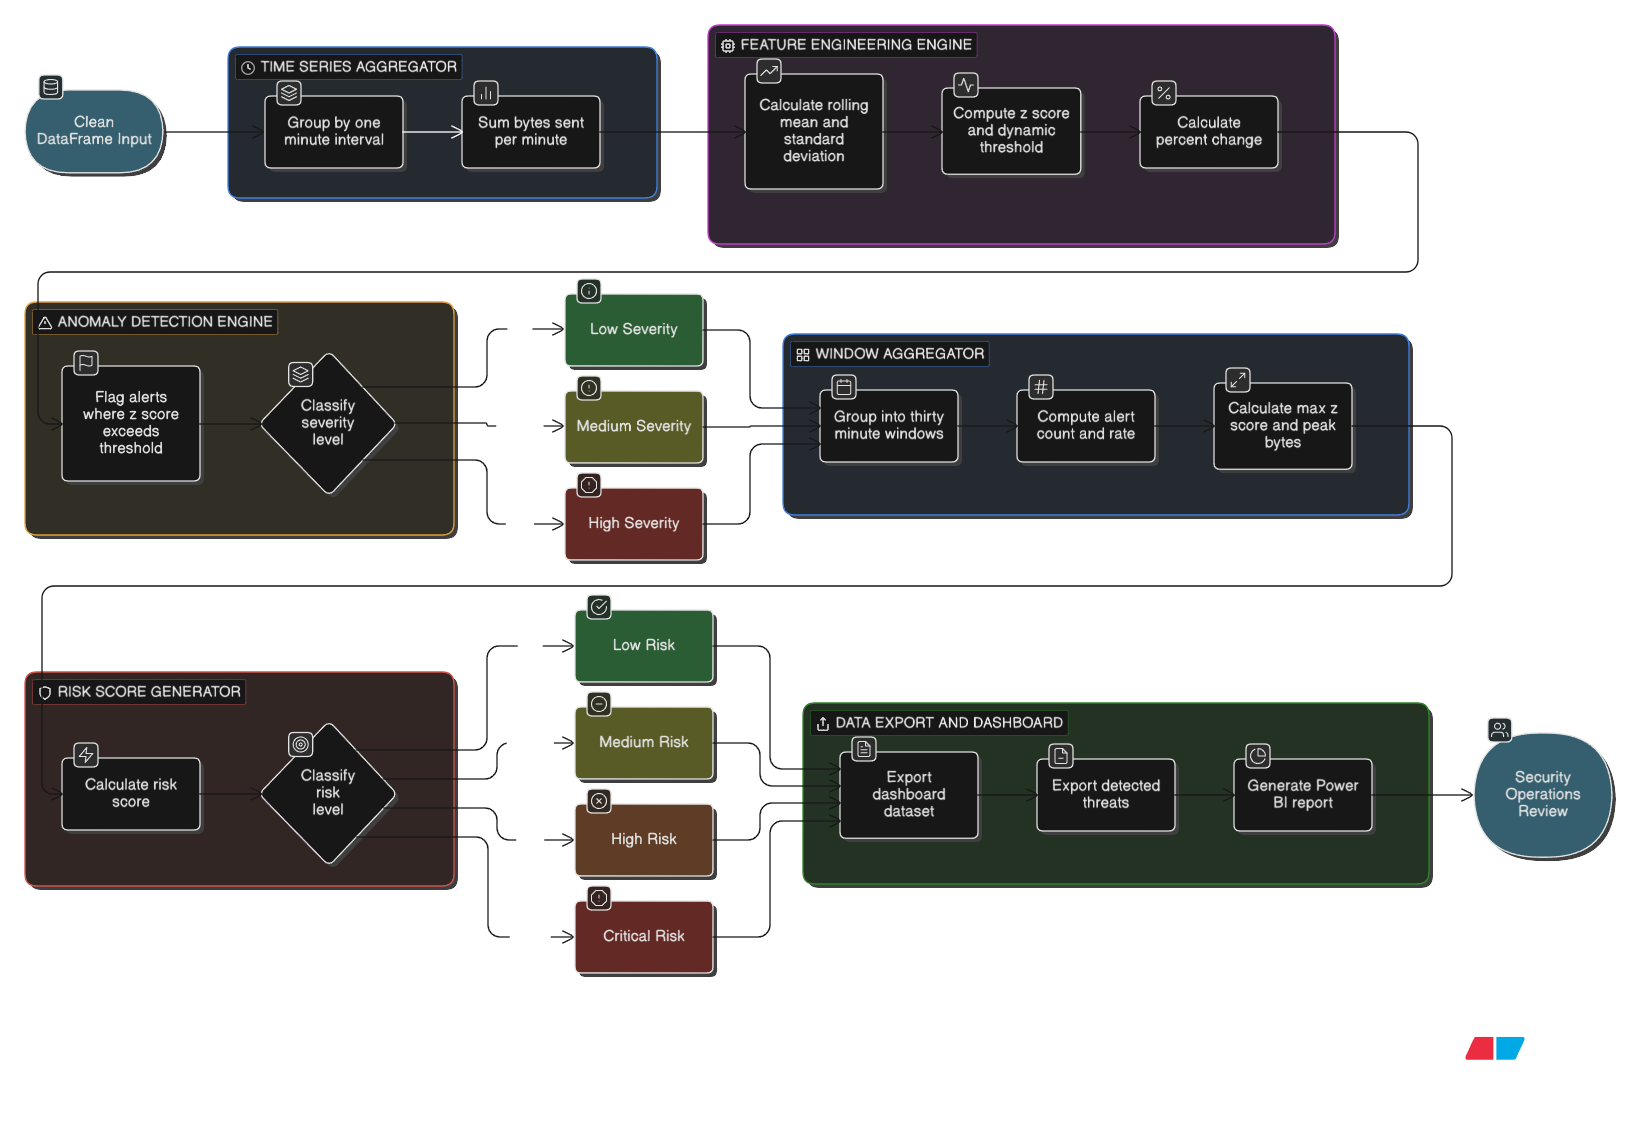 Clean
DataFrame Input
TIME SERIES AGGREGATOR
Group by one
minute interval
Sum bytes sent
per minute
FEATURE ENGINEERING ENGINE
Calculate rolling
mean and
standard
deviation
Compute z score
and dynamic
threshold
Calculate
percent change
ANOMALY DETECTION ENGINE
Flag alerts
where z score
exceeds
threshold
Classify
severity
level
Low Severity
Medium Severity
High Severity
WINDOW AGGREGATOR
Group into thirty
minute windows
Compute alert
count and rate
Calculate max z
score and peak
bytes
RISK SCORE GENERATOR
Calculate risk
score
Classify
risk
level
Low Risk
Medium Risk
High Risk
Critical Risk
DATA EXPORT AND DASHBOARD
Export
dashboard
dataset
Export detected
threats
Generate Power
BI report
Security
Operations
Review